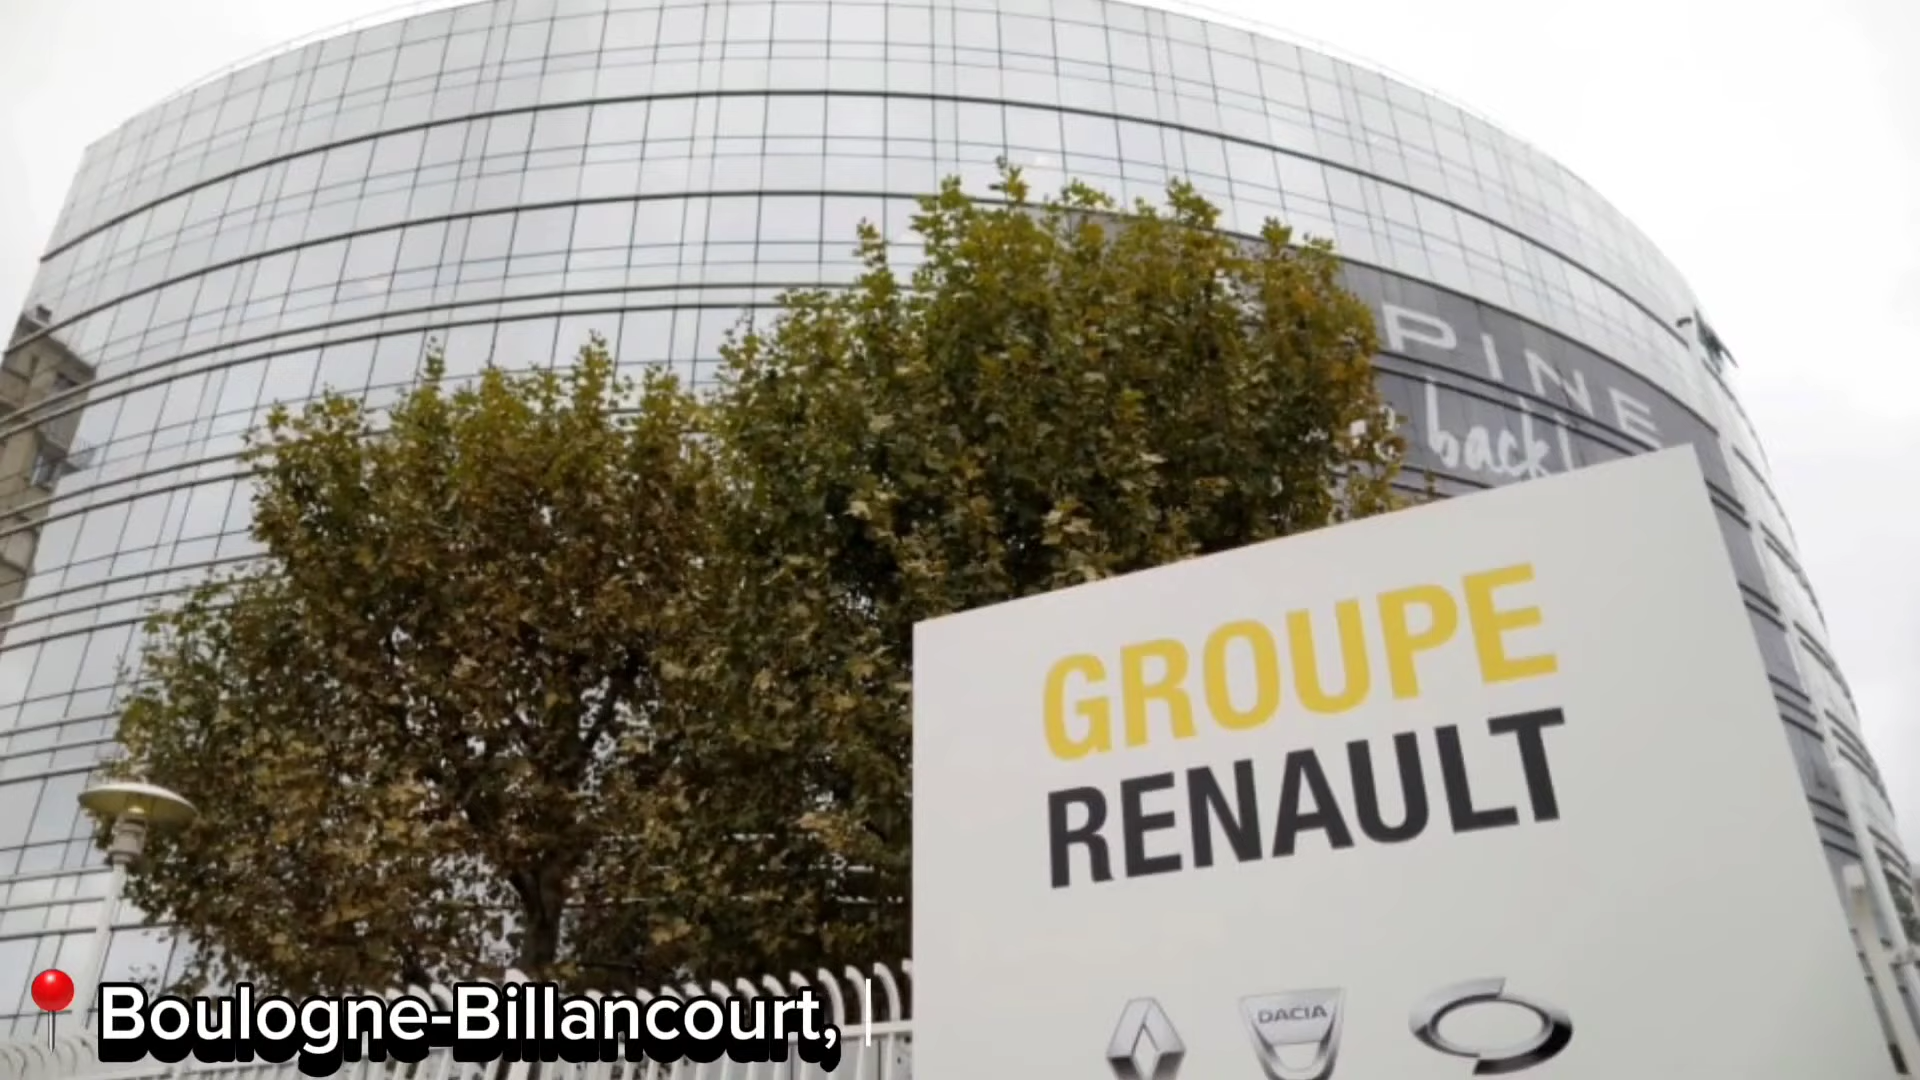 PINE
back!
GROUPE
RENAULT
DACIA
Boulogne-Billancourt,